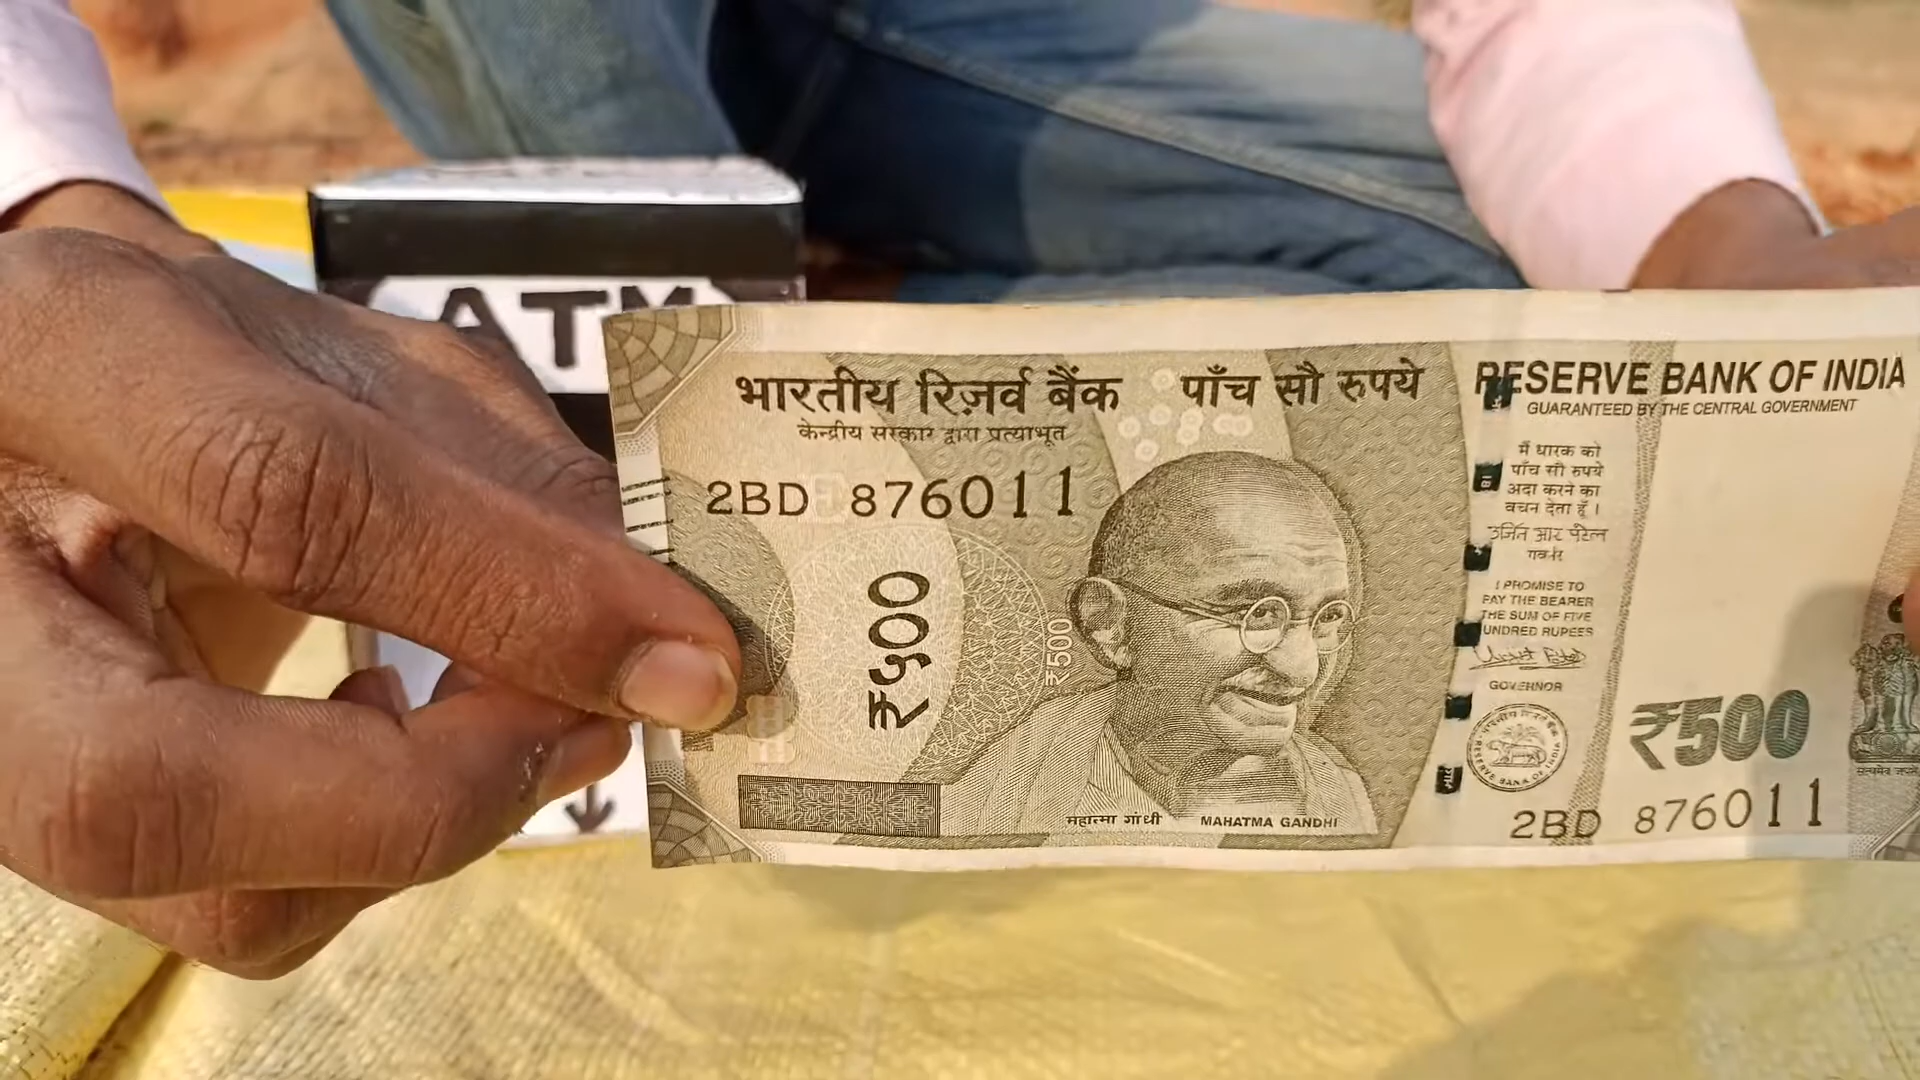 ATM
भारतीय रिज़र्व बैंक
पाँच सौ रुपये
RESERVE BANK OF INDIA
केन्द्रीय सरकार द्वारा प्रत्याभूत
GUARANTEED BY THE CENTRAL GOVERNMENT
2BD 876011
मैं धारक को
पाँच सौ रुपये
अदा करने का
वचन देता हूँ ।
उर्जित आर पटेल
गवर्नर
I PROMISE TO
PAY THE BEARER
THE SUM OF FIVE
HUNDRED RUPEES
GOVERNOR
₹५००
₹500
₹500
2BD 876011
महात्मा गांधी
MAHATMA GANDHI